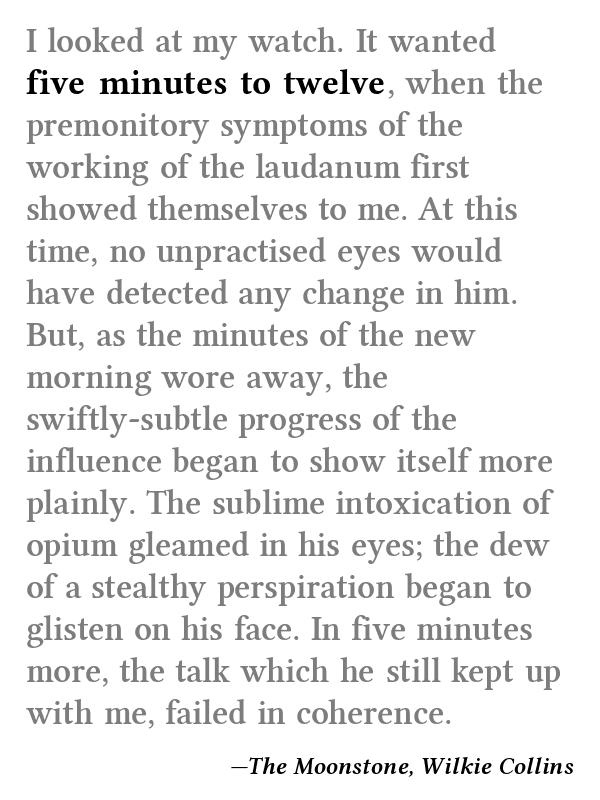 I looked at my watch. It wanted
five minutes to twelve, when the
premonitory symptoms of the
working of the laudanum first
showed themselves to me. At this
time, no unpractised eyes would
have detected any change in him.
But, as the minutes of the new
morning wore away, the
swiftly-subtle progress of the
influence began to show itself more
plainly. The sublime intoxication of
opium gleamed in his eyes; the dew
of a stealthy perspiration began to
glisten on his face. In five minutes
more, the talk which he still kept up
with me, failed in coherence.
—The Moonstone, Wilkie Collins